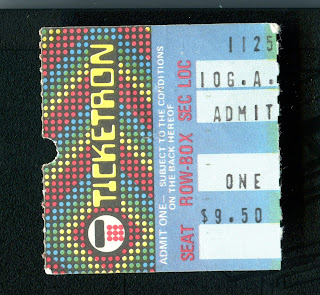 TICKETRON
ADMIT ONE — SUBJECT TO THE CONDITIONS
ON THE BACK HEREOF
SEAT ROW-BOX SEC LOC
1125
10G.A.
ADMIT
ONE
$9.50